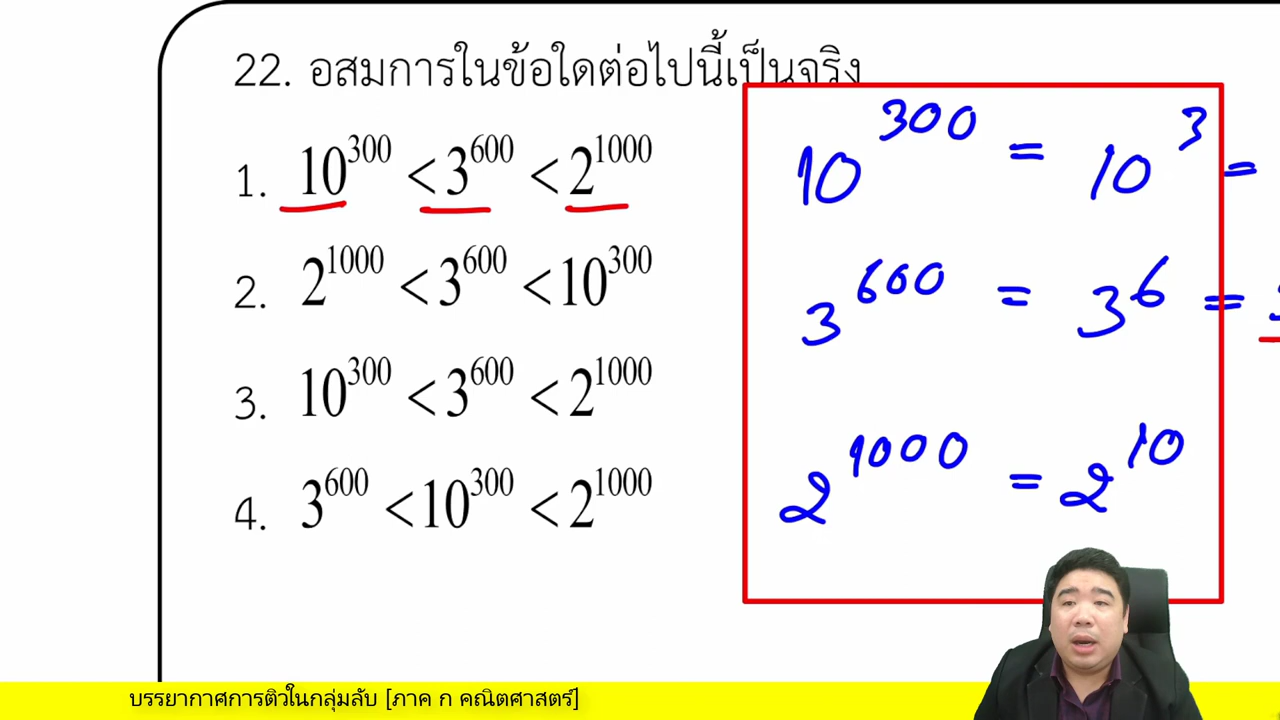 22. อสมการในข้อใดต่อไปนี้เป็นจริง
1. 10^300 < 3^600 < 2^1000
2. 2^1000 < 3^600 < 10^300
3. 10^300 < 3^600 < 2^1000
4. 3^600 < 10^300 < 2^1000
10^300 = 10^3 =
3^600 = 3^6 =
2^1000 = 2^10
บรรยากาศการติวในกลุ่มลับ [ภาค ก คณิตศาสตร์]